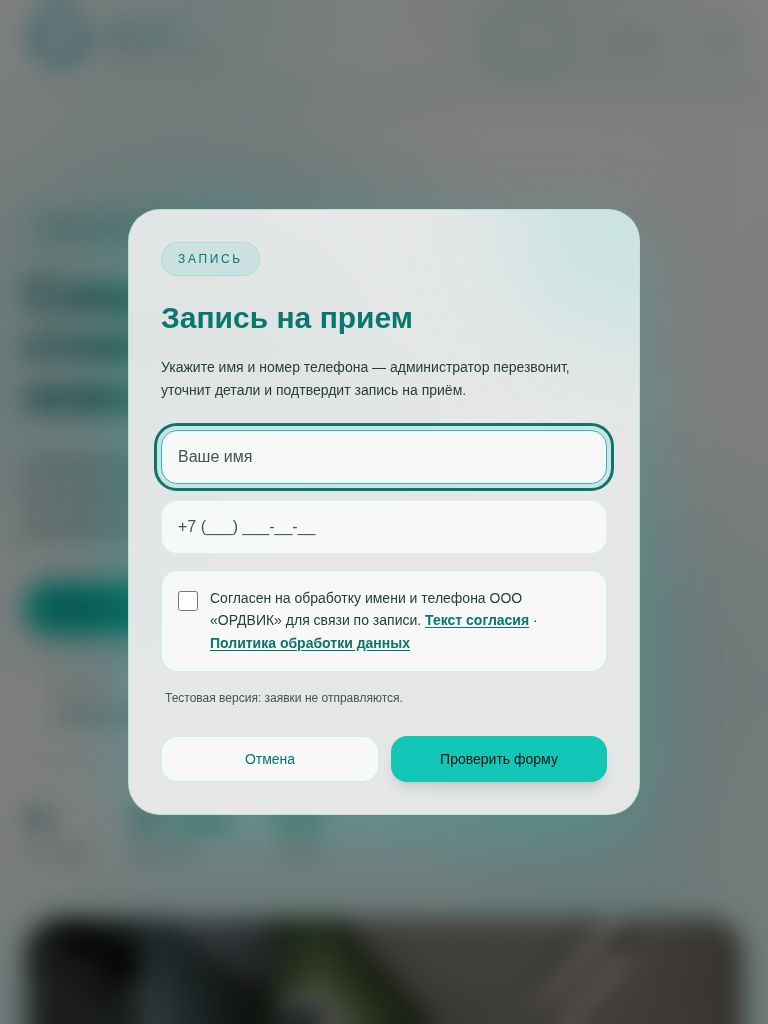 ЗАПИСЬ
Запись на прием
Укажите имя и номер телефона — администратор перезвонит,
уточнит детали и подтвердит запись на приём.
Ваше имя
+7 (___) ___-__-__
Согласен на обработку имени и телефона ООО
«ОРДВИК» для связи по записи. Текст согласия ·
Политика обработки данных
Тестовая версия: заявки не отправляются.
Отмена
Проверить форму